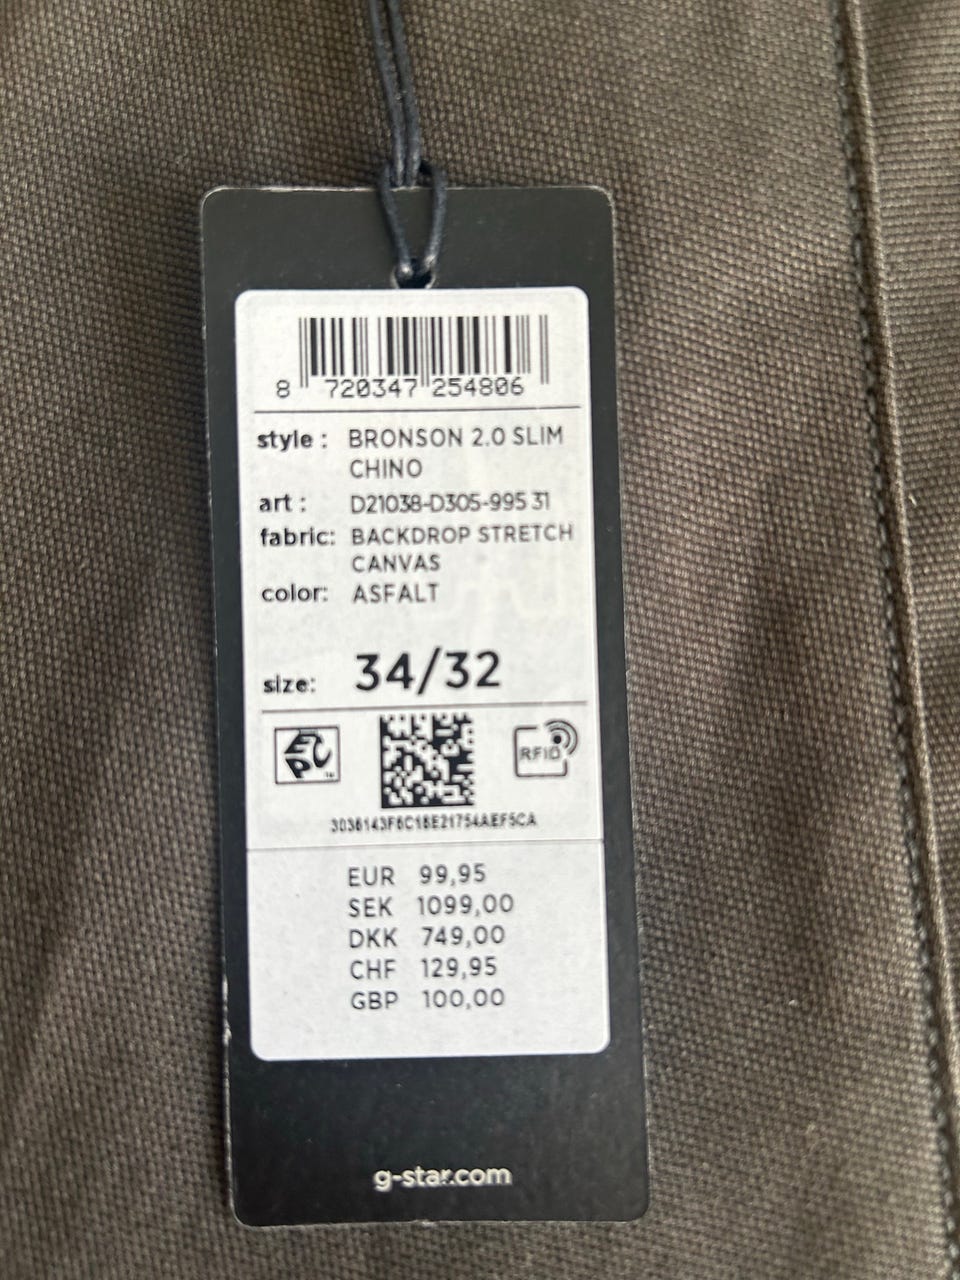 8 720347 254806
style : BRONSON 2.0 SLIM
CHINO
art : D21038-D305-995 31
fabric: BACKDROP STRETCH
CANVAS
color: ASFALT
size: 34/32
EPC TM
RFID
3036143F6C18E21754AEF5CA
EUR 99,95
SEK 1099,00
DKK 749,00
CHF 129,95
GBP 100,00
g-star.com